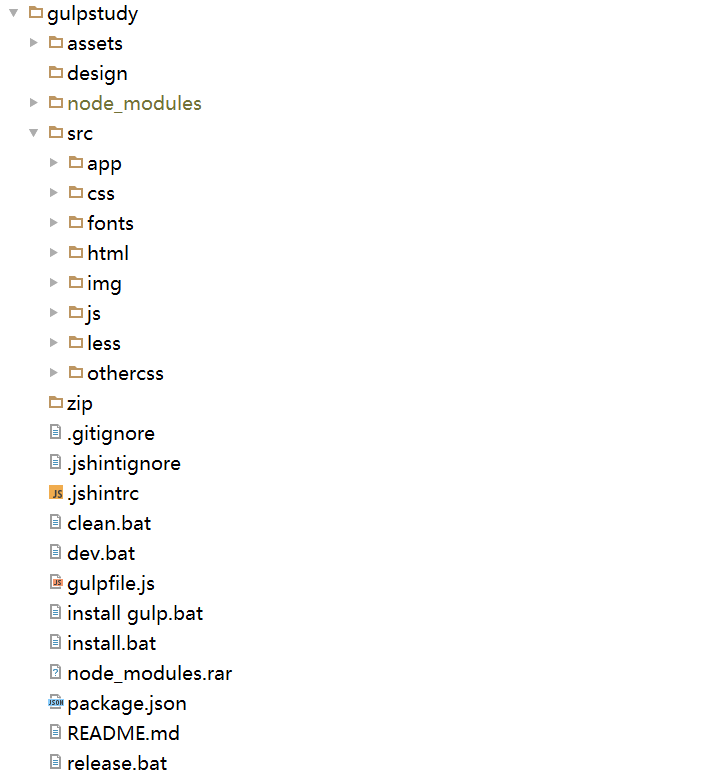 gulpstudy
assets
design
node_modules
src
app
css
fonts
html
img
js
less
othercss
zip
.gitignore
.jshintignore
.jshintrc
clean.bat
dev.bat
gulpfile.js
install gulp.bat
install.bat
node_modules.rar
package.json
README.md
release.bat